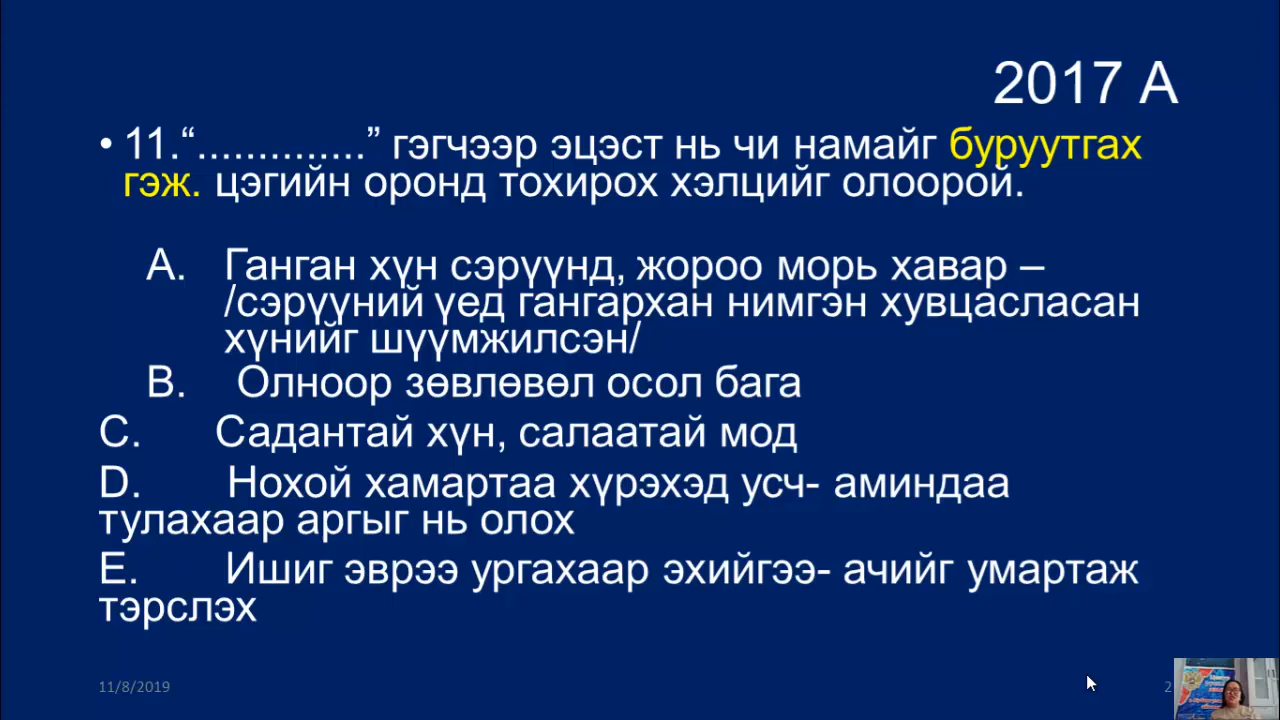 2017 А
• 11.“..............” гэгчээр эцэст нь чи намайг буруутгах
гэж. цэгийн оронд тохирох хэлцийг олоорой.
A. Ганган хүн сэрүүнд, жороо морь хавар –
/сэрүүний үед гангархан нимгэн хувцасласан
хүнийг шүүмжилсэн/
B. Олноор зөвлөвөл осол бага
C. Садантай хүн, салаатай мод
D. Нохой хамартаа хүрэхэд усч- аминдаа
тулахаар аргыг нь олох
E. Ишиг эврээ ургахаар эхийгээ- ачийг умартаж
тэрслэх
11/8/2019
2